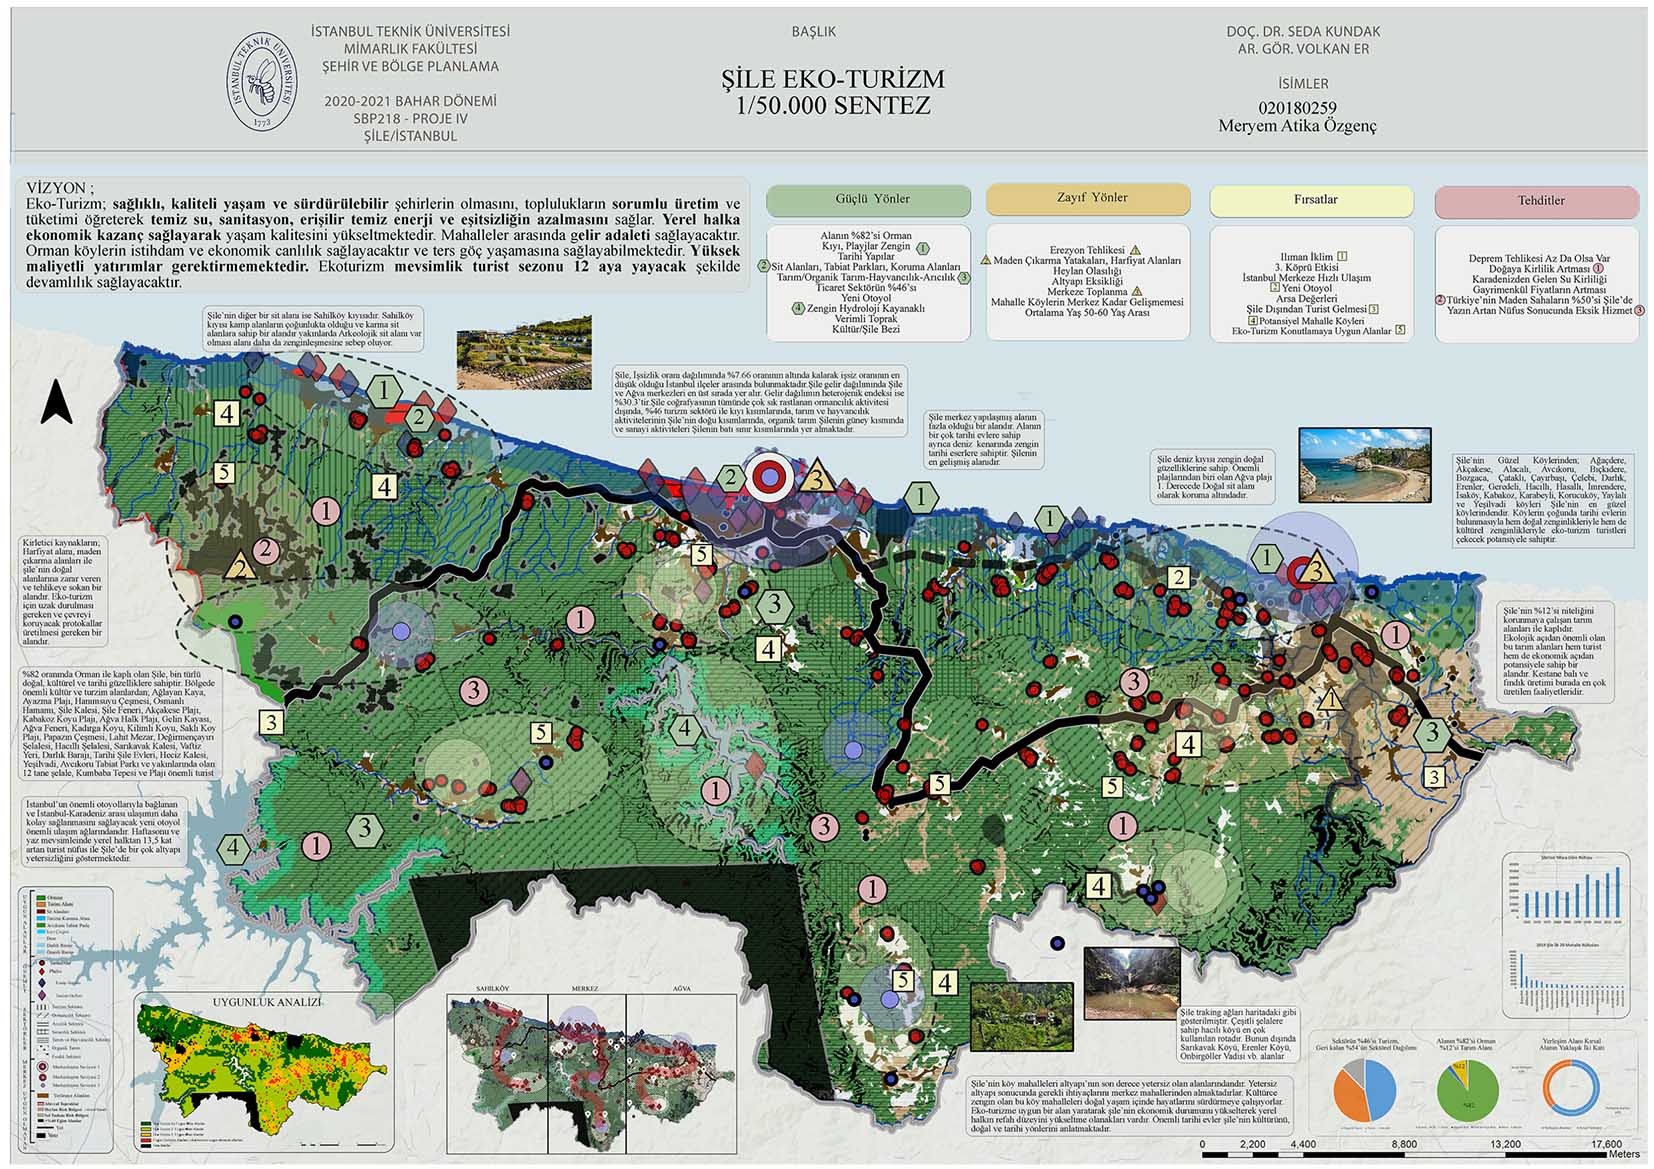 İSTANBUL TEKNİK ÜNİVERSİTESİ
MİMARLIK FAKÜLTESİ
ŞEHİR VE BÖLGE PLANLAMA
2020-2021 BAHAR DÖNEMİ
SBP218 - PROJE IV
ŞİLE/İSTANBUL
İSTANBUL TEKNİK ÜNİVERSİTESİ
1773
BAŞLIK
ŞİLE EKO-TURİZM
1/50.000 SENTEZ
DOÇ. DR. SEDA KUNDAK
AR. GÖR. VOLKAN ER
İSİMLER
020180259
Meryem Atika Özgenç
VİZYON ;
Eko-Turizm; sağlıklı, kaliteli yaşam ve sürdürülebilir şehirlerin olmasını, toplulukların sorumlu üretim ve
tüketimi öğreterek temiz su, sanitasyon, erişilir temiz enerji ve eşitsizliğin azalmasını sağlar. Yerel halka
ekonomik kazanç sağlayarak yaşam kalitesini yükseltmektedir. Mahalleler arasında gelir adaleti sağlayacaktır.
Orman köylerin istihdam ve ekonomik canlılık sağlayacaktır ve ters göç yaşamasına sağlayabilmektedir. Yüksek
maliyetli yatırımlar gerektirmemektedir. Ekoturizm mevsimlik turist sezonu 12 aya yayacak şekilde
devamlılık sağlayacaktır.
Güçlü Yönler
Alanın %82'si Orman
Kıyı, Playjlar Zengin 1
Tarihi Yapılar
2 Sit Alanları, Tabiat Parkları, Koruma Alanları
Tarım/Organik Tarım-Hayvancılık-Arıcılık 3
Ticaret Sektörün %46'sı
Yeni Otoyol
4 Zengin Hydroloji Kaynaklı
Verimli Toprak
Kültür/Şile Bezi
Zayıf Yönler
Erezyon Tehlikesi 1
2 Maden Çıkarma Yatakaları, Harfiyat Alanları
Heylan Olasılığı
Altyapı Eksikliği
Merkeze Toplanma 3
Mahalle Köylerin Merkez Kadar Gelişmemesi
Ortalama Yaş 50-60 Yaş Arası
Fırsatlar
Ilıman İklim 1
3. Köprü Etkisi
İstanbul Merkeze Hızlı Ulaşım
2 Yeni Otoyol
Arsa Değerleri
Şile Dışından Turist Gelmesi 3
4 Potansiyel Mahalle Köyleri
Eko-Turizm Konutlamaya Uygun Alanlar 5
Tehditler
Deprem Tehlikesi Az Da Olsa Var
Doğaya Kirlilik Artması 1
Karadenizden Gelen Su Kirliliği
Gayrimenkül Fiyatların Artması
2 Türkiye'nin Maden Sahaların %50'si Şile'de
Yazın Artan Nüfus Sonucunda Eksik Hizmet 3
Şile'nin diğer bir sit alanı ise Sahilköy kıyısıdır. Sahilköy
kıyısı kamp alanların çoğunlukta olduğu ve karma sit
alanlara sahip bir alandır yakınlarda Arkeolojik sit alanı var
olması alanı daha da zenginleşmesine sebep oluyor.
Şile, İşsizlik oranı dağılımında %7.66 oranının altında kalarak işsiz oranının en
düşük olduğu İstanbul ilçeler arasında bulunmaktadır.Şile gelir dağılımında Şile
ve Ağva merkezleri en üst sırada yer alır. Gelir dağılımın heterojenik endeksi ise
%30.3'tir.Şile coğrafyasının tümünde çok sık rastlanan ormancılık aktivitesi
dışında, %46 turizm sektörü ile kıyı kısımlarında, tarım ve hayvancılık
aktivitelerinin Şile'nin doğu kısımlarında, organik tarım Şilenin güney kısmında
ve sanayi aktiviteleri Şilenin batı sınır kısımlarında yer almaktadır.
Şile merkez yapılaşmış alanın
fazla olduğu bir alandır. Alanın
bir çok tarihi evlere sahip
ayrıca deniz kenarında zengin
tarihi eserlere sahiptir. Şilenin
en gelişmiş alanıdır.
Şile deniz kıyısı zengin doğal
güzelliklerine sahip. Önemli
plajlarından biri olan Ağva plajı
1. Derecede Doğal sit alanı
olarak koruma altındadır.
Şile'nin Güzel Köylerinden; Ağaçdere,
Akçakese, Alacalı, Avcıkoru, Bıçkıdere,
Bozgaca, Çataklı, Çayırbaşı, Çelebi, Darlık,
Erenler, Geredeli, Hacıllı, Hasallı, İmrendere,
İsaköy, Kabakoz, Karabeyli, Korucuköy, Yaylalı
ve Yeşilvadi köyleri Şile'nin en güzel
köylerindendir. Köylerin çoğunda tarihi evlerin
bulunmasıyla hem doğal zenginlikleriyle hem de
kültürel zenginlikleriyle eko-turizm turistleri
çekecek potansiyele sahiptir.
Kirletici kaynakların;
Harfiyat alanı, maden
çıkarma alanları ile
şile'nin doğal
alanlarına zarar veren
ve tehlikeye sokan bir
alandır. Eko-turizm
için uzak durulması
gereken ve çevreyi
koruyacak protokallar
üretilmesi gereken bir
alandır.
Şile'nin %12'si niteliğini
korunmaya çalışan tarım
alanları ile kaplıdır.
Ekolojik açıdan önemli olan
bu tarım alanları hem turist
hem de ekonomik açıdan
potansiyele sahip bir
alandır. Kestane balı ve
fındık üretimi burada en çok
üretilen faaliyetleridir.
%82 oranında Orman ile kaplı olan Şile, bin türlü
doğal, kültürel ve tarihi güzelliklere sahiptir. Bölgede
önemli kültür ve turzim alanlardan; Ağlayan Kaya,
Ayazma Plajı, Hanımsuyu Çeşmesi, Osmanlı
Hamamı, Şile Kalesi, Şile Feneri, Akçakese Plajı,
Kabakoz Koyu Plajı, Ağva Halk Plajı, Gelin Kayası,
Ağva Feneri, Kadırga Koyu, Kilimli Koyu, Saklı Koy
Plajı, Papazın Çeşmesi, Lahit Mezar, Değirmençayırı
Şelalesi, Hacıllı Şelalesi, Sarıkavak Kalesi, Vaftiz
Yeri, Darlık Barajı, Tarihi Şile Evleri, Heciz Kalesi,
Yeşilvadi, Avcıkoru Tabiat Parkı ve yakınlarında olan
12 tane şelale, Kumbaba Tepesi ve Plajı önemli turist
İstanbul'un önemli otoyollarıyla bağlanan
ve İstanbul-Karadeniz arası ulaşımın daha
kolay sağlanmasını sağlayacak yeni otoyol
önemli ulaşım ağlarındandır. Haftasonu ve
yaz mevsimleinde yerel halktan 13,5 kat
artan turist nüfus ile Şile'de bir çok altyapı
yetersizliğini göstermektedir.
UYGUNLUK ANALİZİ
SAHİLKÖY
MERKEZ
AĞVA
Şile traking ağları haritadaki gibi
gösterilmiştir. Çeşitli şelalere
sahip hacılı köyü en çok
kullanılan rotadır. Bunun dışında
Sarıkavak Köyü, Erenler Köyü,
Onbirgöller Vadisi vb. alanlar
Şile'nin köy mahalleleri altyapı'nın son derece yetersiz olan alanlarındandır. Yetersiz
altyapı sonucunda gerekli ihtiyaçlarını merkez mahallerinden almaktadırlar. Kültürce
zengin olan bu köy mahalleleri doğal yaşam içinde hayatlarını sürdürmeye çalışıyorlar.
Eko-turizme uygun bir alan yaratarak şile'nin ekonomik durumunu yükselterek yerel
halkın refah düzeyini yükseltme olanakları vardır. Önemli tarihi evler şile'nin kültürünü,
doğal ve tarihi yönlerini anlatmaktadır.
Sektörün %46'sı Turizm,
Geri kalan %54'ün Sektörel Dağılımı
Alanın %82'si Orman
%12'si Tarım Alanı
%12
%82
Yerleşim Alanı Kırsal
Alanın Yaklaşık İki Katı
0 2,200 4,400 8,800 13,200 17,600
Meters